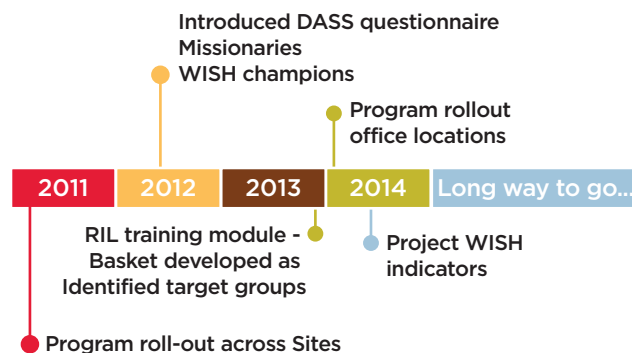 Introduced DASS questionnaire
Missionaries
WISH champions
Program rollout
office locations
2011
2012
2013
2014
Long way to go...
RIL training module -
Basket developed as
Identified target groups
Project WISH
indicators
Program roll-out across Sites